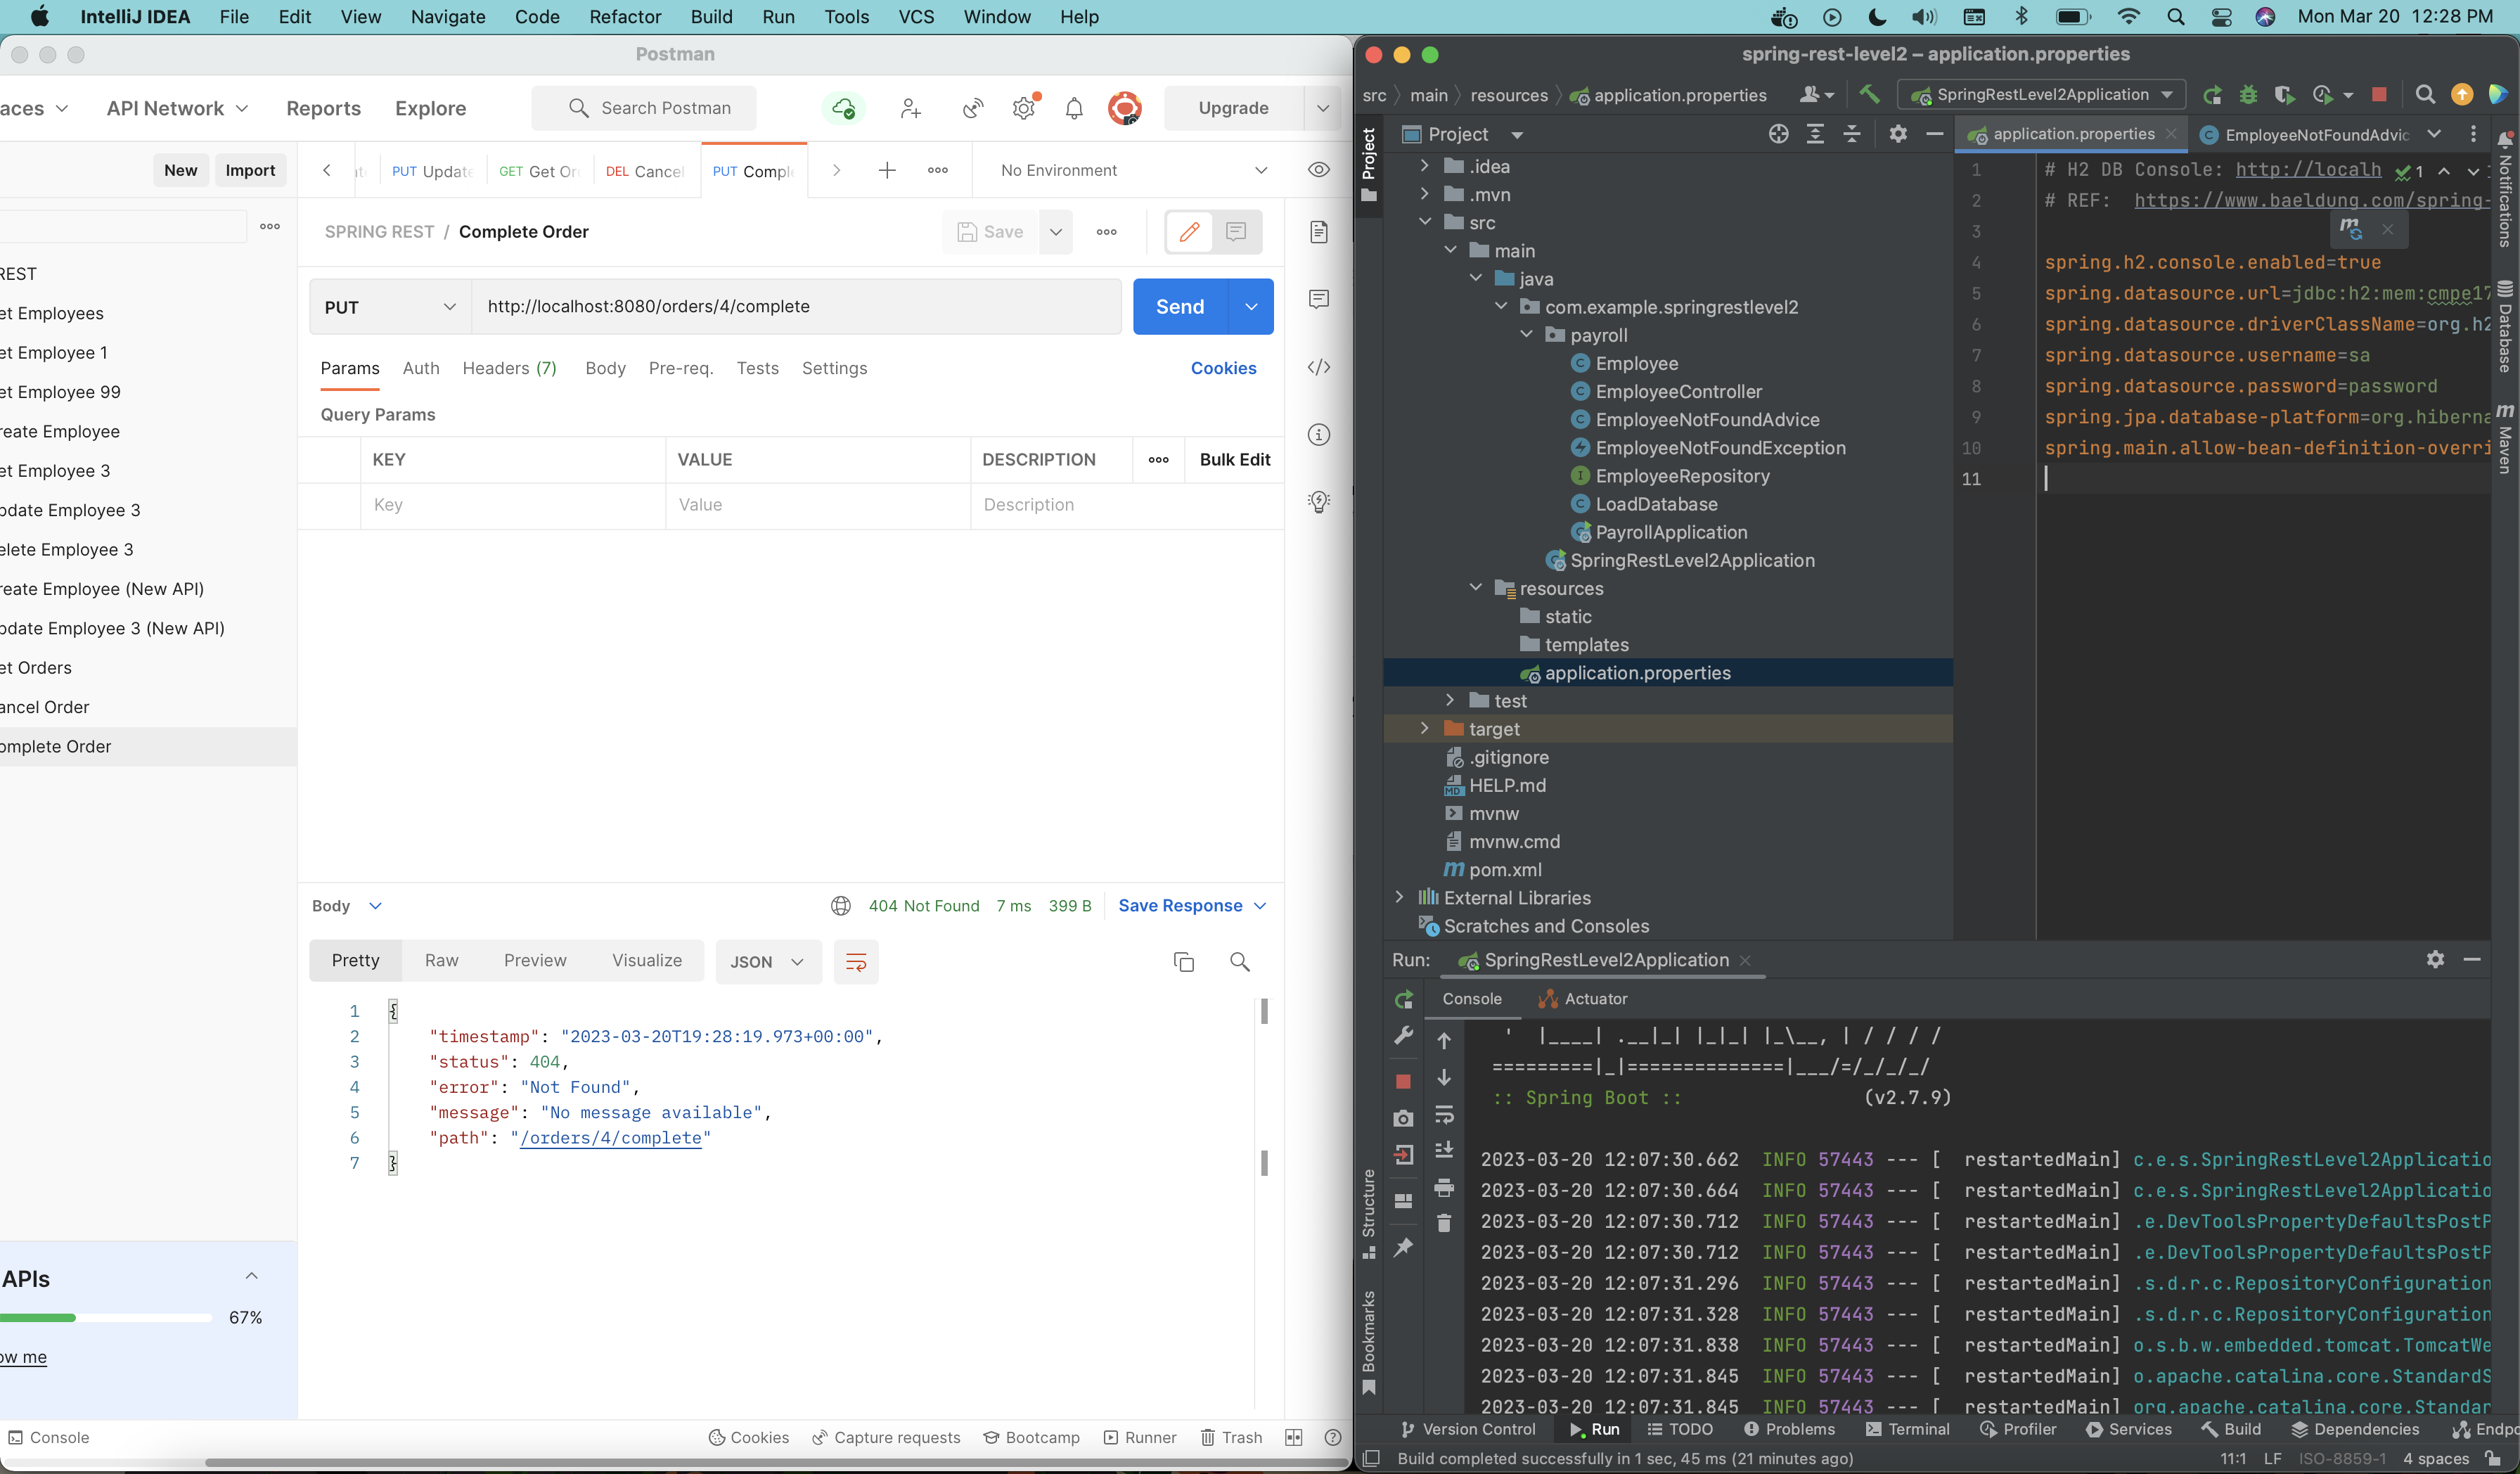 IntelliJ IDEA File Edit View Navigate Code Refactor Build Run Tools VCS Window Help Mon Mar 20 12:28 PM
Postman
aces API Network Reports Explore Search Postman Upgrade
New Import PUT Update GET Get Or DEL Cancel PUT Compl No Environment
SPRING REST / Complete Order Save
REST
et Employees
et Employee 1
et Employee 99
reate Employee
et Employee 3
pdate Employee 3
elete Employee 3
reate Employee (New API)
pdate Employee 3 (New API)
et Orders
ancel Order
omplete Order
APIs
67%
ow me
PUT http://localhost:8080/orders/4/complete Send
Params Auth Headers (7) Body Pre-req. Tests Settings Cookies
Query Params
KEY VALUE DESCRIPTION Bulk Edit
Key Value Description
Body 404 Not Found 7 ms 399 B Save Response
Pretty Raw Preview Visualize JSON
1 {
2 "timestamp": "2023-03-20T19:28:19.973+00:00",
3 "status": 404,
4 "error": "Not Found",
5 "message": "No message available",
6 "path": "/orders/4/complete"
7 }
Console Cookies Capture requests Bootcamp Runner Trash
spring-rest-level2 – application.properties
src main resources application.properties SpringRestLevel2Application
Project
Project
.idea
.mvn
src
main
java
com.example.springrestlevel2
payroll
Employee
EmployeeController
EmployeeNotFoundAdvice
EmployeeNotFoundException
EmployeeRepository
LoadDatabase
PayrollApplication
SpringRestLevel2Application
resources
static
templates
application.properties
test
target
.gitignore
HELP.md
mvnw
mvnw.cmd
pom.xml
External Libraries
Scratches and Consoles
application.properties EmployeeNotFoundAdvic
1 # H2 DB Console: http://localh 1
2 # REF: https://www.baeldung.com/spring-
3
4 spring.h2.console.enabled=true
5 spring.datasource.url=jdbc:h2:mem:cmpe17
6 spring.datasource.driverClassName=org.h2
7 spring.datasource.username=sa
8 spring.datasource.password=password
9 spring.jpa.database-platform=org.hiberna
10 spring.main.allow-bean-definition-overri
11
Notifications
Database
Maven
Run: SpringRestLevel2Application
Console Actuator
' |____| .__|_| |_|_| |_\__, | / / / /
=========|_|==============|___/=/_/_/_/
:: Spring Boot :: (v2.7.9)
2023-03-20 12:07:30.662 INFO 57443 --- [ restartedMain] c.e.s.SpringRestLevel2Applicatio
2023-03-20 12:07:30.664 INFO 57443 --- [ restartedMain] c.e.s.SpringRestLevel2Applicatio
2023-03-20 12:07:30.712 INFO 57443 --- [ restartedMain] .e.DevToolsPropertyDefaultsPostP
2023-03-20 12:07:30.712 INFO 57443 --- [ restartedMain] .e.DevToolsPropertyDefaultsPostP
2023-03-20 12:07:31.296 INFO 57443 --- [ restartedMain] .s.d.r.c.RepositoryConfiguration
2023-03-20 12:07:31.328 INFO 57443 --- [ restartedMain] .s.d.r.c.RepositoryConfiguration
2023-03-20 12:07:31.838 INFO 57443 --- [ restartedMain] o.s.b.w.embedded.tomcat.TomcatWe
2023-03-20 12:07:31.845 INFO 57443 --- [ restartedMain] o.apache.catalina.core.StandardS
2023-03-20 12:07:31.845 INFO 57443 --- [ restartedMain] org.apache.catalina.core.Standar
Structure
Bookmarks
Version Control Run TODO Problems Terminal Profiler Services Build Dependencies Endpo
Build completed successfully in 1 sec, 45 ms (21 minutes ago) 11:1 LF ISO-8859-1 4 spaces